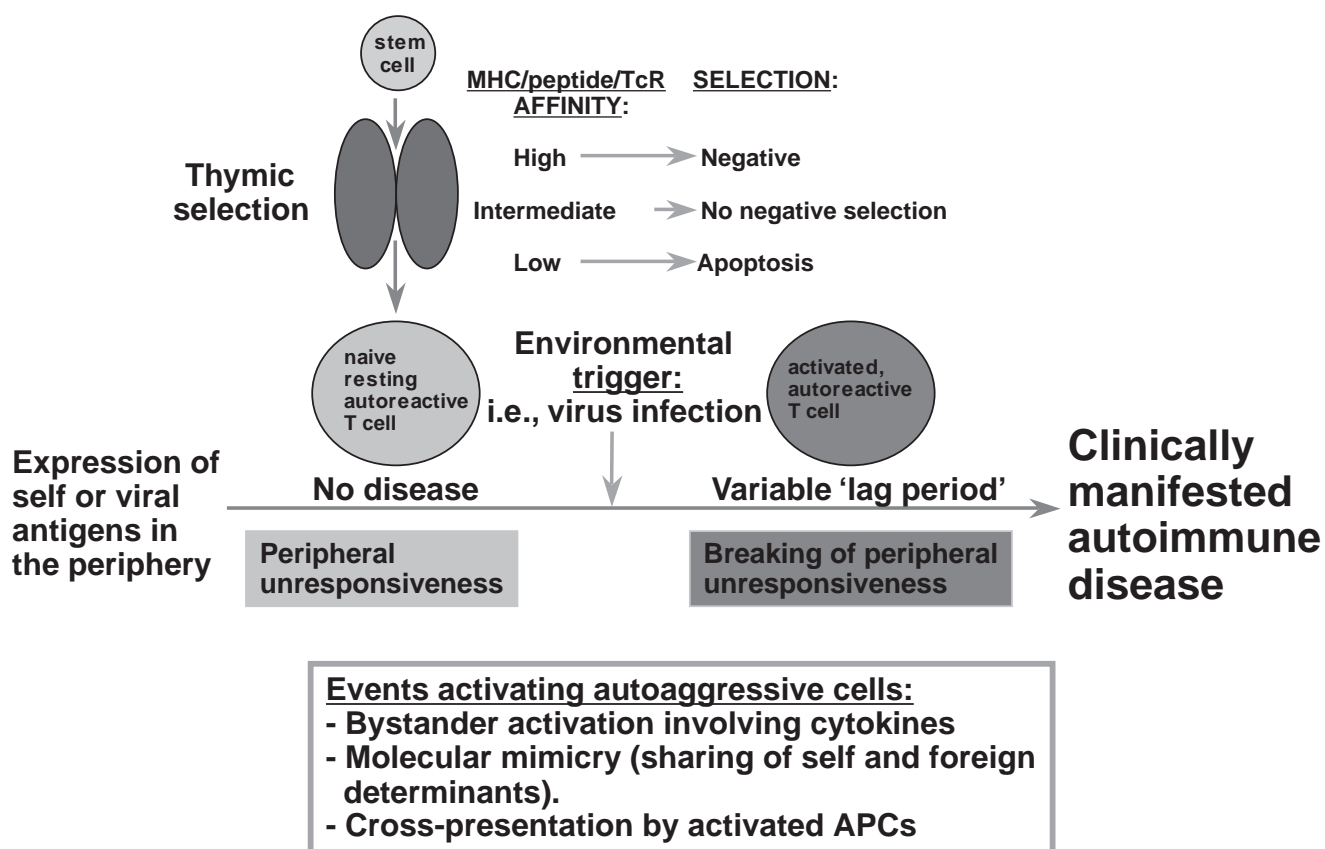 stem
cell
MHC/peptide/TcR
AFFINITY:
SELECTION:
High
Negative
Thymic
selection
Intermediate
No negative selection
Low
Apoptosis
naive
resting
autoreactive
T cell
Environmental
trigger:
i.e., virus infection
activated,
autoreactive
T cell
Expression of
self or viral
antigens in
the periphery
No disease
Variable ‘lag period’
Clinically
manifested
autoimmune
disease
Peripheral
unresponsiveness
Breaking of peripheral
unresponsiveness
Events activating autoaggressive cells:
- Bystander activation involving cytokines
- Molecular mimicry (sharing of self and foreign
determinants).
- Cross-presentation by activated APCs